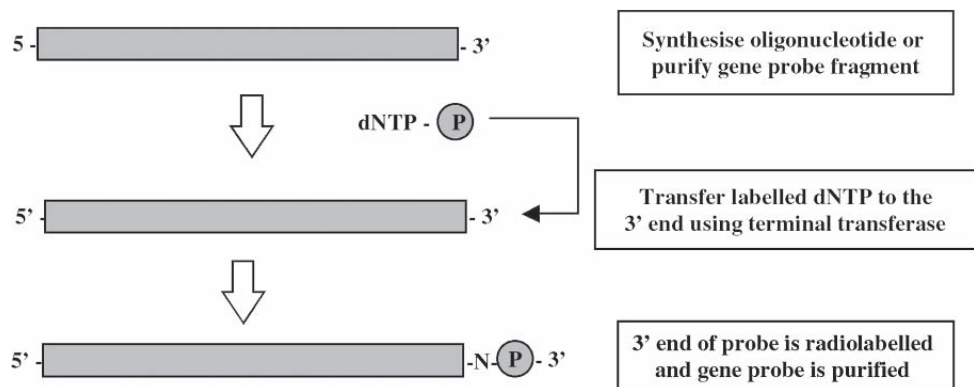 5 - - 3’
Synthesise oligonucleotide or
purify gene probe fragment
dNTP - P
5’ - - 3’
Transfer labelled dNTP to the
3’ end using terminal transferase
5’ - -N- P - 3’
3’ end of probe is radiolabelled
and gene probe is purified